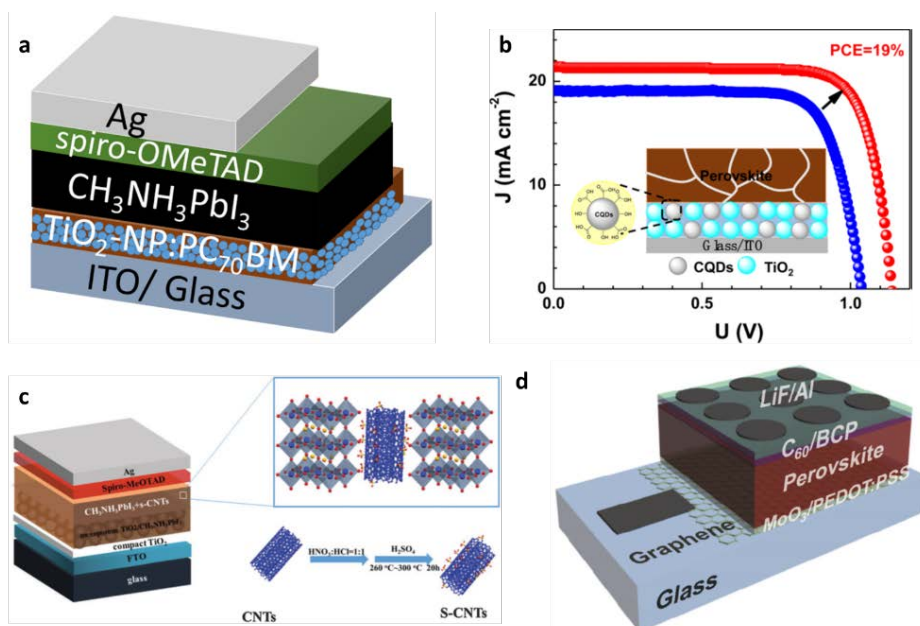 a
Ag
spiro-OMeTAD
CH₃NH₃PbI₃
TiO₂-NP:PC₇₀BM
ITO/ Glass
b
PCE=19%
20
10
0
J (mA cm⁻²)
Perovskite
CQDs
Glass/ITO
CQDs TiO₂
0.0 0.5 1.0
U (V)
c
Ag
Spiro-MeOTAD
CH₃NH₃PbI₃+s-CNTs
mesoporous TiO₂/CH₃NH₃PbI₃
compact TiO₂
FTO
glass
HNO₃:HCl=1:1
H₂SO₄
260 °C~300 °C 20h
CNTs
S-CNTs
d
LiF/Al
C₆₀/BCP
Perovskite
MoO₃/PEDOT:PSS
Graphene
Glass